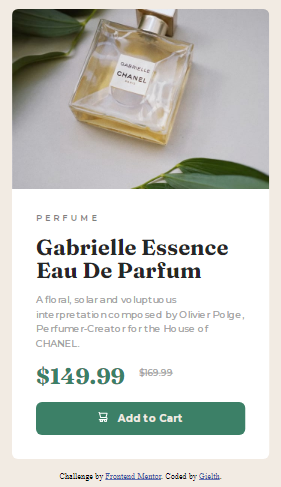 GABRIELLE
CHANEL
PERFUME
Gabrielle Essence
Eau De Parfum
A floral, solar and voluptuous
interpretation composed by Olivier Polge,
Perfumer-Creator for the House of
CHANEL.
$149.99 $169.99
Add to Cart
Challenge by Frontend Mentor. Coded by Gielth.